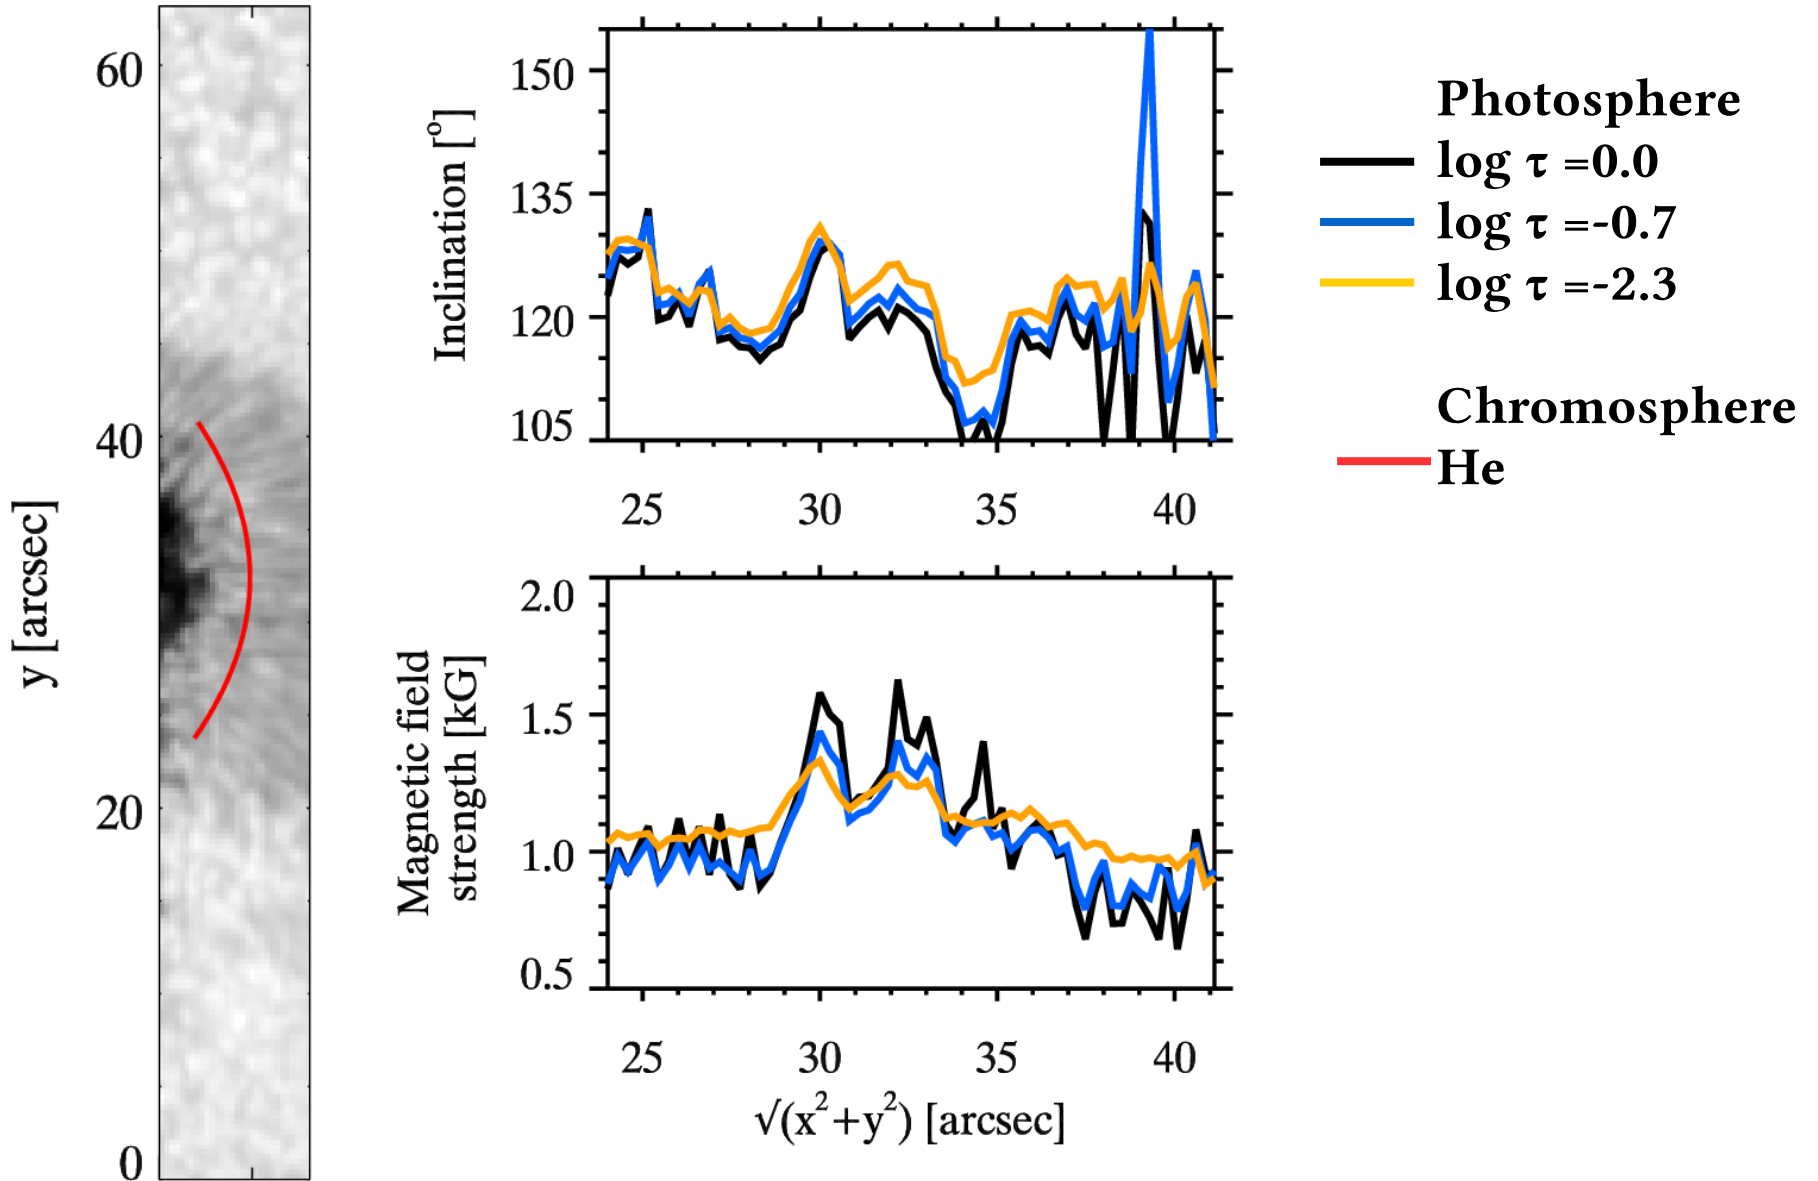 60
40
20
0
y [arcsec]
Inclination [º]
150
135
120
105
25 30 35 40
Magnetic field
strength [kG]
2.0
1.5
1.0
0.5
25 30 35 40
√(x²+y²) [arcsec]
Photosphere
log τ =0.0
log τ =-0.7
log τ =-2.3
Chromosphere
He